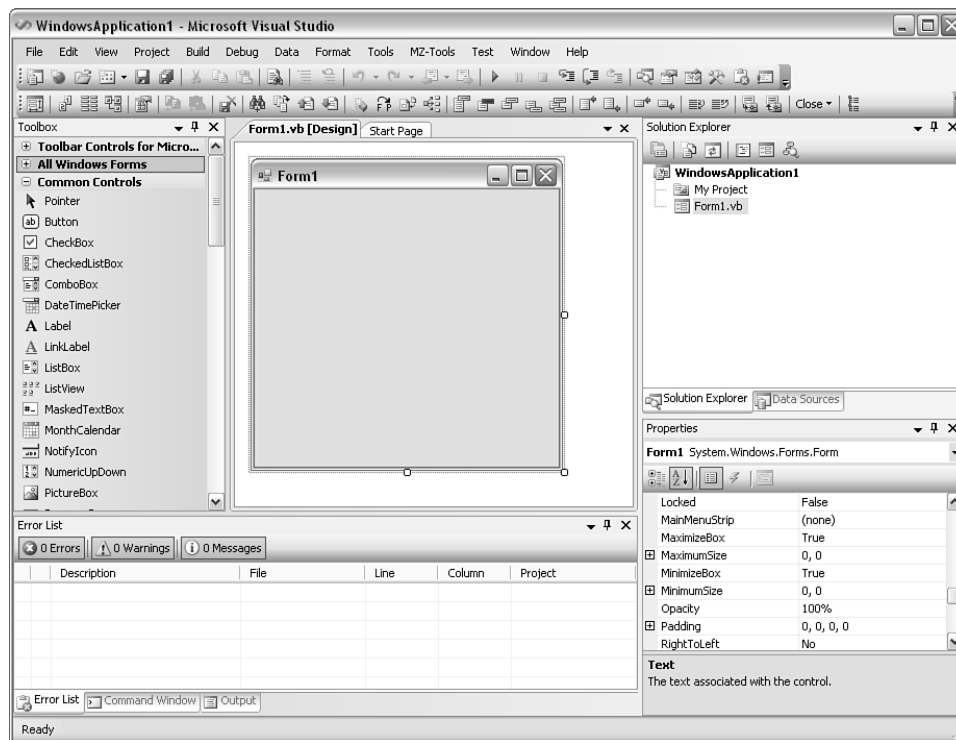 WindowsApplication1 - Microsoft Visual Studio
File Edit View Project Build Debug Data Format Tools MZ-Tools Test Window Help
Close
Toolbox
Toolbar Controls for Micro...
All Windows Forms
Common Controls
Pointer
Button
CheckBox
CheckedListBox
ComboBox
DateTimePicker
Label
LinkLabel
ListBox
ListView
MaskedTextBox
MonthCalendar
NotifyIcon
NumericUpDown
PictureBox
Form1.vb [Design] Start Page
Form1
Solution Explorer
WindowsApplication1
My Project
Form1.vb
Solution Explorer Data Sources
Properties
Form1 System.Windows.Forms.Form
Locked False
MainMenuStrip (none)
MaximizeBox True
MaximumSize 0, 0
MinimizeBox True
MinimumSize 0, 0
Opacity 100%
Padding 0, 0, 0, 0
RightToLeft No
Text
The text associated with the control.
Error List
0 Errors 0 Warnings 0 Messages
Description File Line Column Project
Error List Command Window Output
Ready